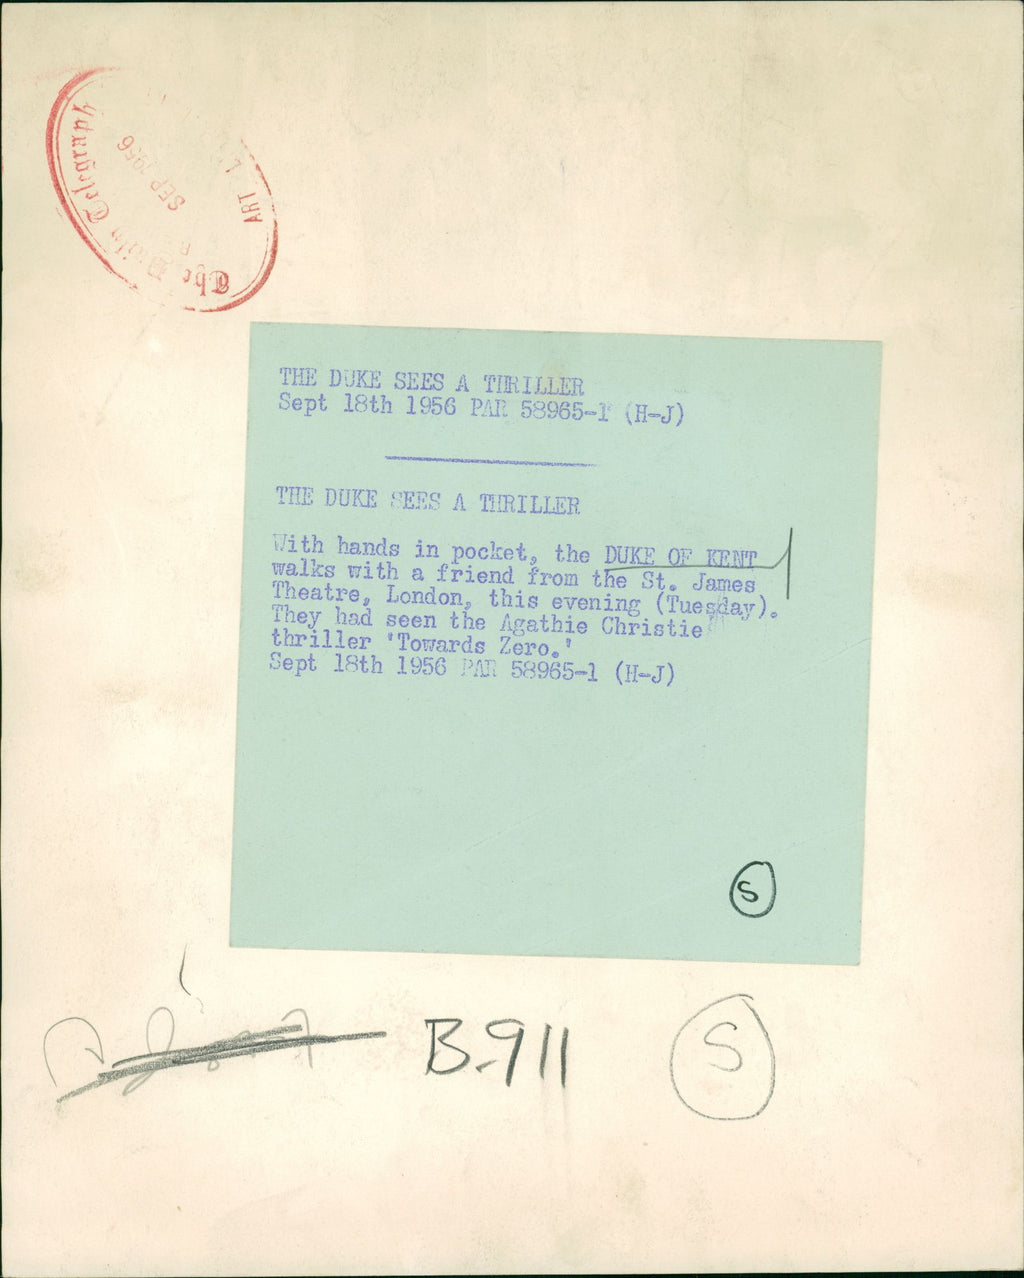 The Daily Telegraph
SEP 1956
ART
THE DUKE SEES A THRILLER
Sept 18th 1956 PAR 58965-1 (H-J)
THE DUKE SEES A THRILLER
With hands in pocket, the DUKE OF KENT
walks with a friend from the St. James
Theatre, London, this evening (Tuesday).
They had seen the Agathie Christie
thriller 'Towards Zero.'
Sept 18th 1956 PAR 58965-1 (H-J)
S
B-911
S